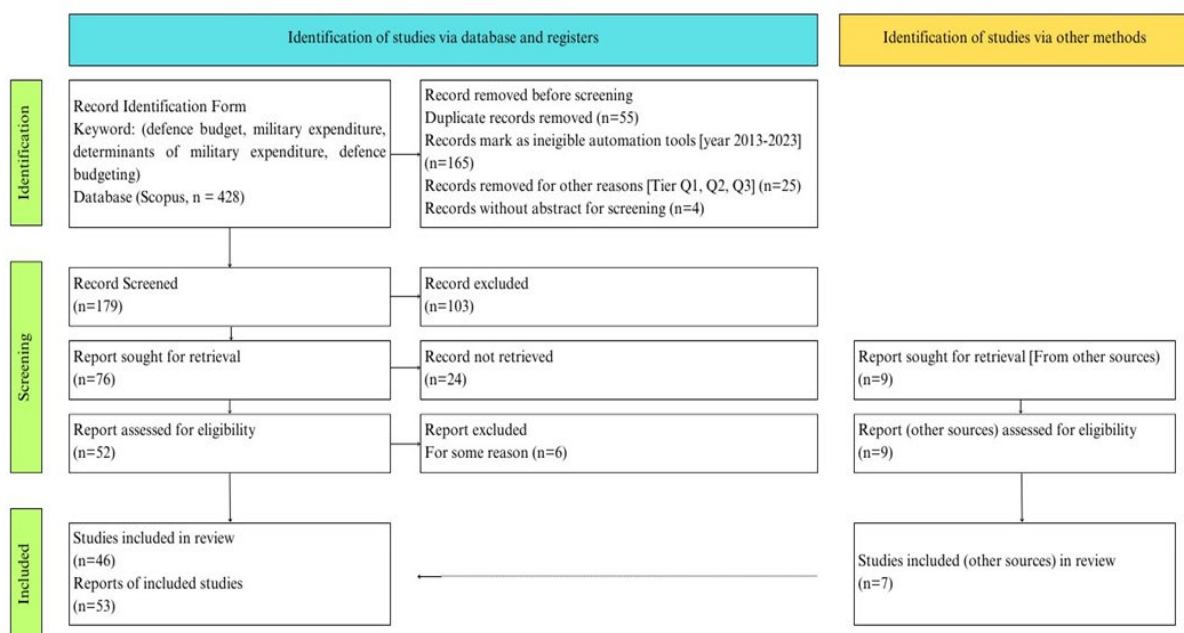 Identification of studies via database and registers
Identification of studies via other methods
Identification
Record Identification Form
Keyword: (defence budget, military expenditure,
determinants of military expenditure, defence
budgeting)
Database (Scopus, n = 428)
Record removed before screening
Duplicate records removed (n=55)
Records mark as ineigible automation tools [year 2013-2023]
(n=165)
Records removed for other reasons [Tier Q1, Q2, Q3] (n=25)
Records without abstract for screening (n=4)
Screening
Record Screened
(n=179)
Record excluded
(n=103)
Report sought for retrieval
(n=76)
Record not retrieved
(n=24)
Report sought for retrieval [From other sources)
(n=9)
Report assessed for eligibility
(n=52)
Report excluded
For some reason (n=6)
Report (other sources) assessed for eligibility
(n=9)
Included
Studies included in review
(n=46)
Reports of included studies
(n=53)
Studies included (other sources) in review
(n=7)